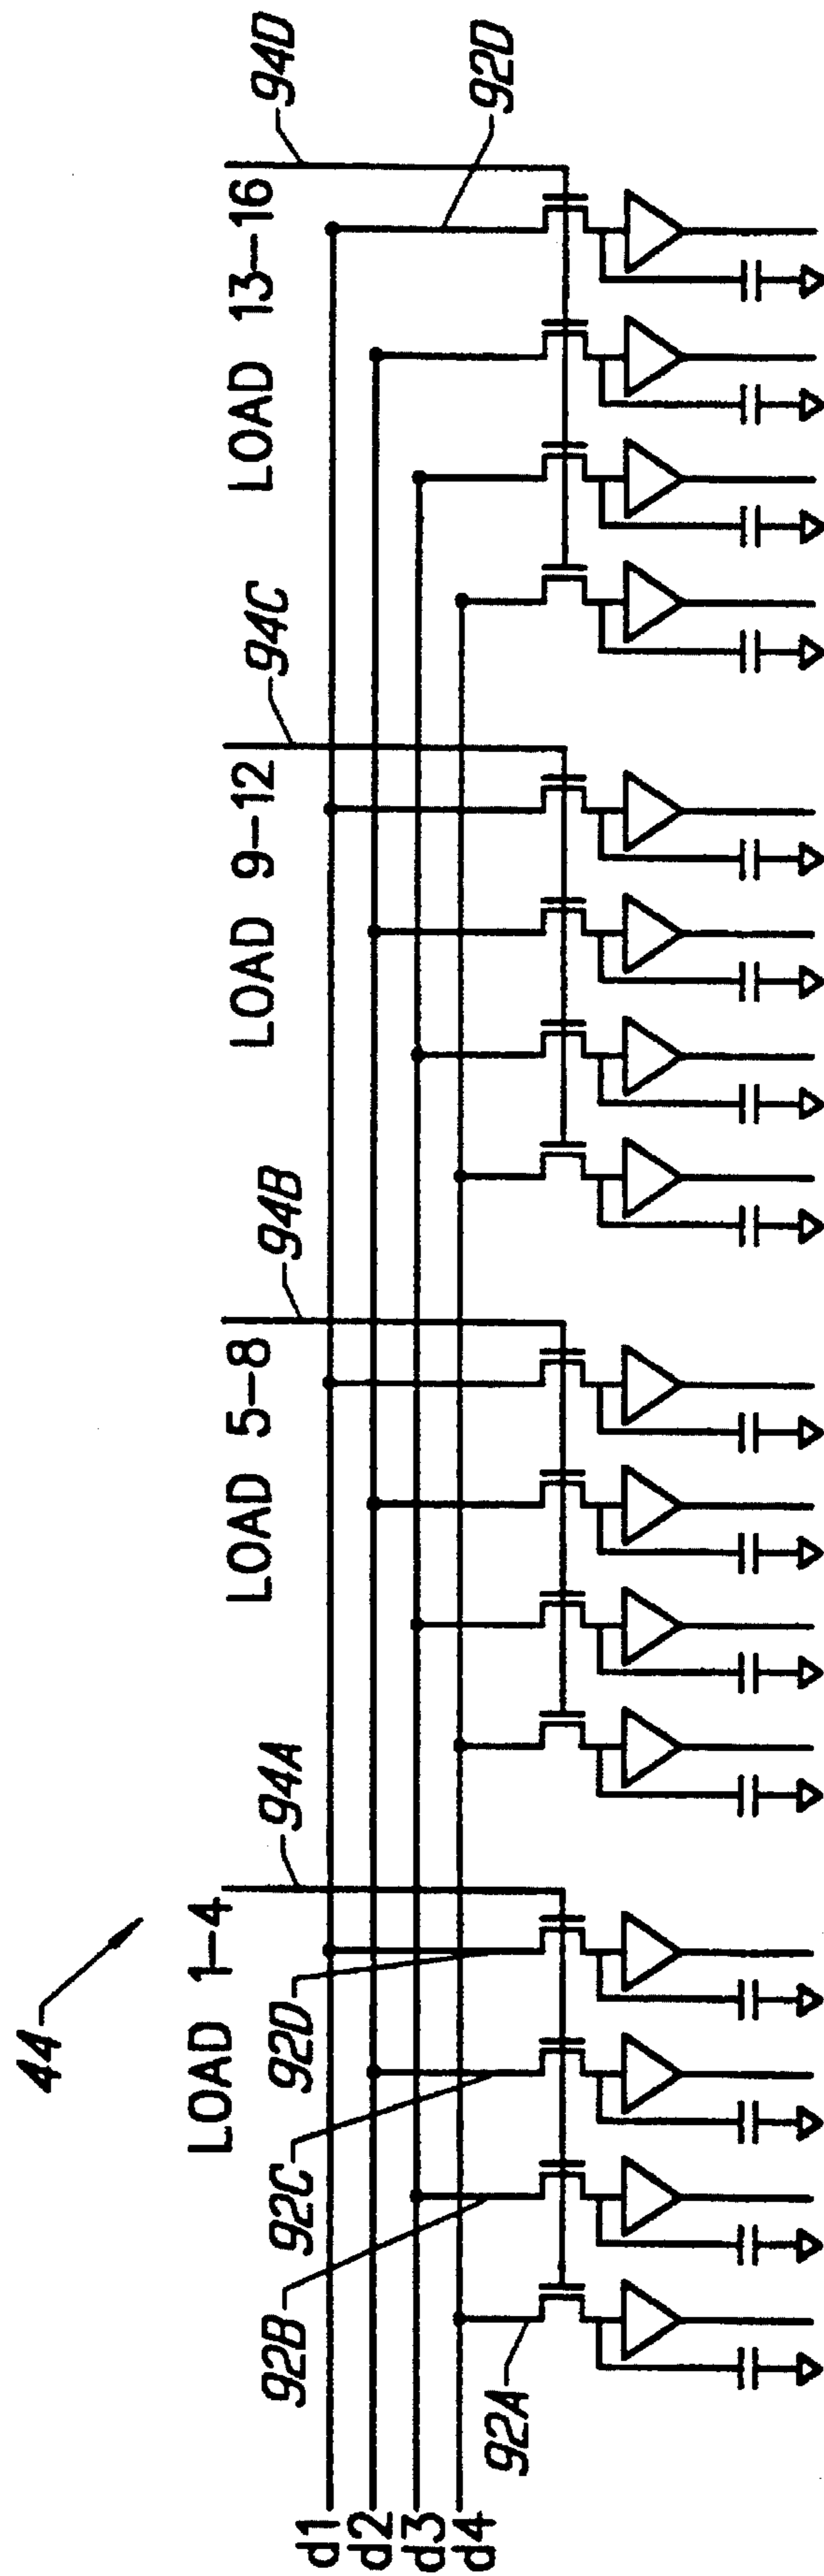 44
LOAD 1-4
94A
LOAD 5-8
94B
LOAD 9-12
94C
LOAD 13-16
94D
92B
92C
92D
92D
92A
d1
d2
d3
d4